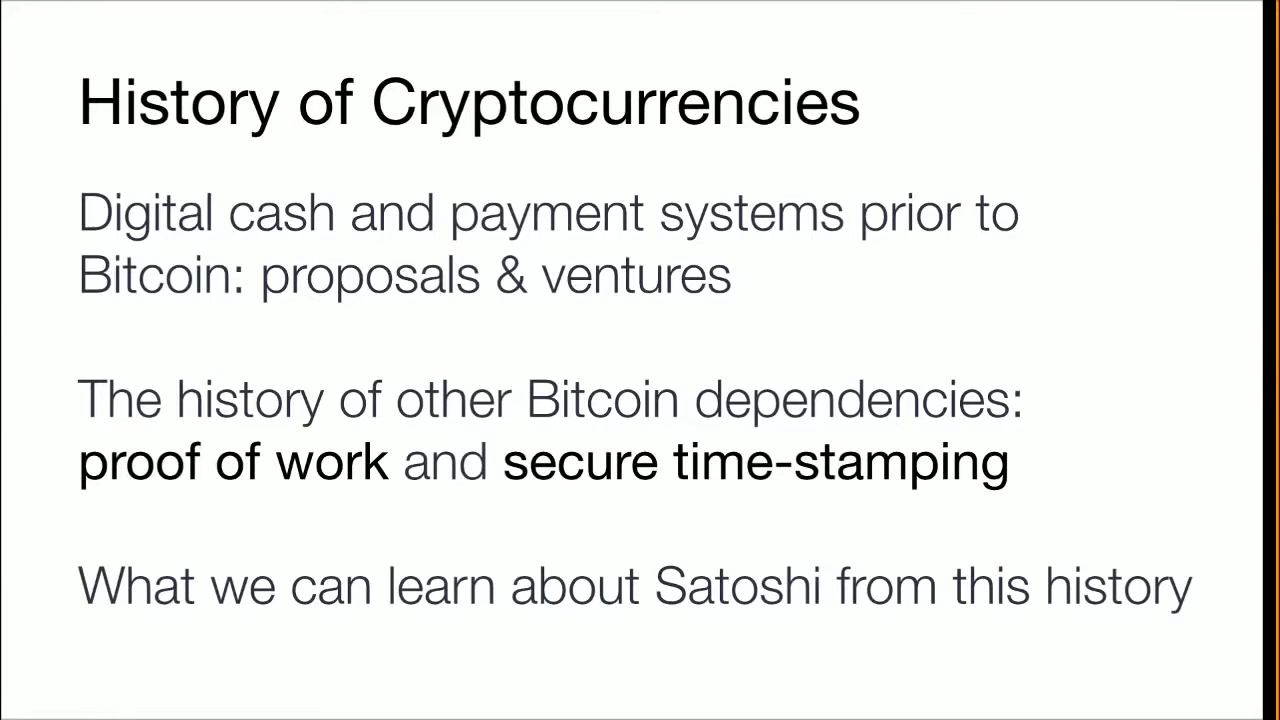 History of Cryptocurrencies
Digital cash and payment systems prior to
Bitcoin: proposals & ventures
The history of other Bitcoin dependencies:
proof of work and secure time-stamping
What we can learn about Satoshi from this history